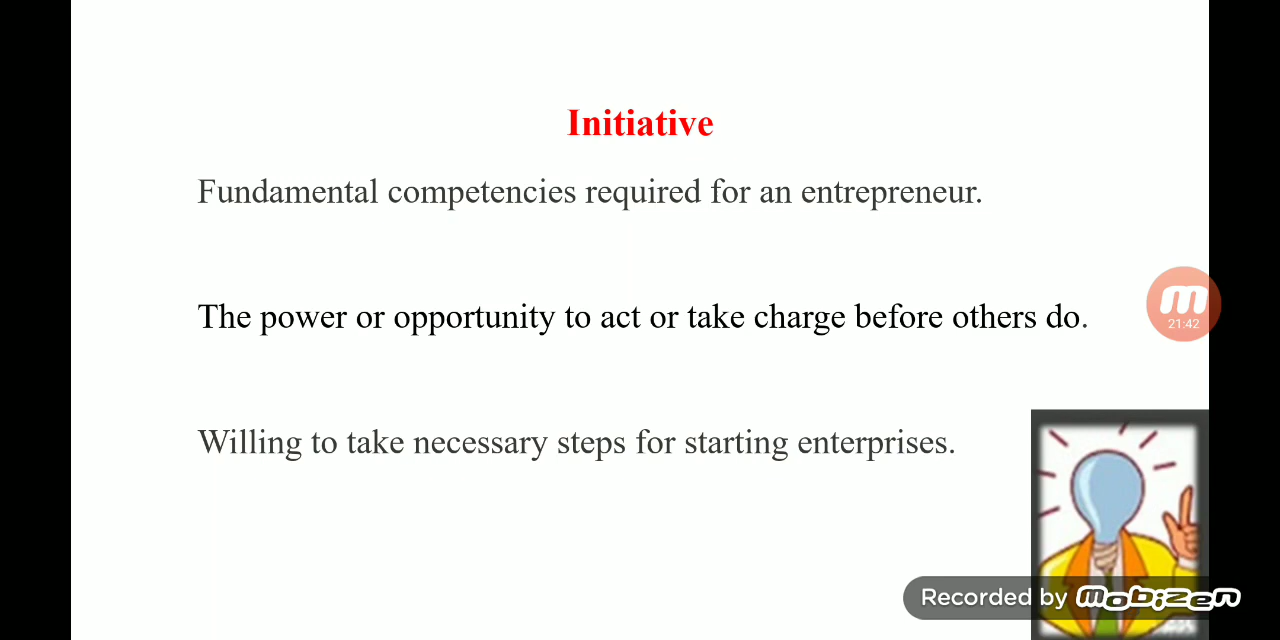 Initiative
Fundamental competencies required for an entrepreneur.
The power or opportunity to act or take charge before others do.
21:42
Willing to take necessary steps for starting enterprises.
Recorded by mobizen